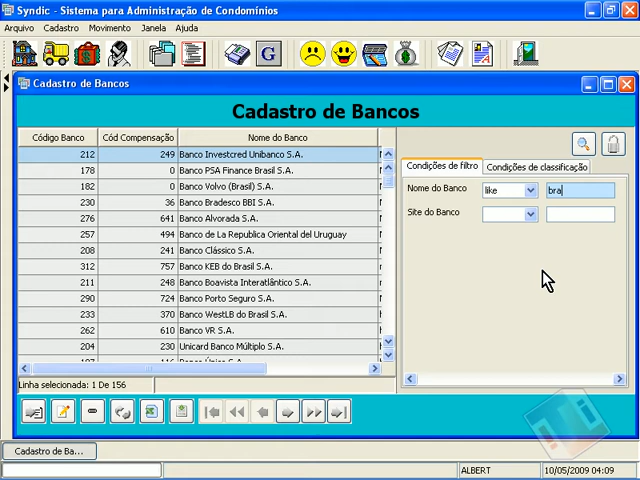 Syndic - Sistema para Administração de Condomínios
Arquivo Cadastro Movimento Janela Ajuda
G
Cadastro de Bancos
Cadastro de Bancos
Código Banco Cód Compensação Nome do Banco
212 249 Banco Investcred Unibanco S.A.
178 0 Banco PSA Finance Brasil S.A.
182 0 Banco Volvo (Brasil) S.A.
230 36 Banco Bradesco BBI S.A.
276 641 Banco Alvorada S.A.
257 494 Banco de La Republica Oriental del Uruguay
208 241 Banco Clássico S.A.
312 757 Banco KEB do Brasil S.A.
211 248 Banco Boavista Interatlântico S.A.
290 724 Banco Porto Seguro S.A.
233 370 Banco WestLB do Brasil S.A.
262 610 Banco VR S.A.
204 230 Unicard Banco Múltiplo S.A.
Condições de filtro Condições de classificação
Nome do Banco like bra
Site do Banco
Linha selecionada: 1 De 156
Cadastro de Ba...
ALBERT 10/05/2009 04:09